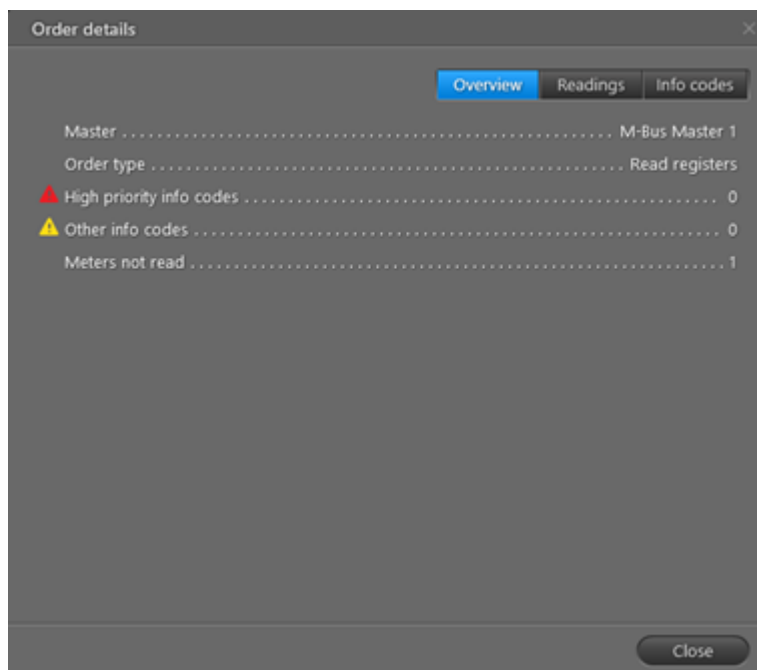 Order details
Overview Readings Info codes
Master ........................................................ M-Bus Master 1
Order type ..................................................... Read registers
High priority info codes ..................................................... 0
Other info codes ........................................................... 0
Meters not read ........................................................... 1
Close